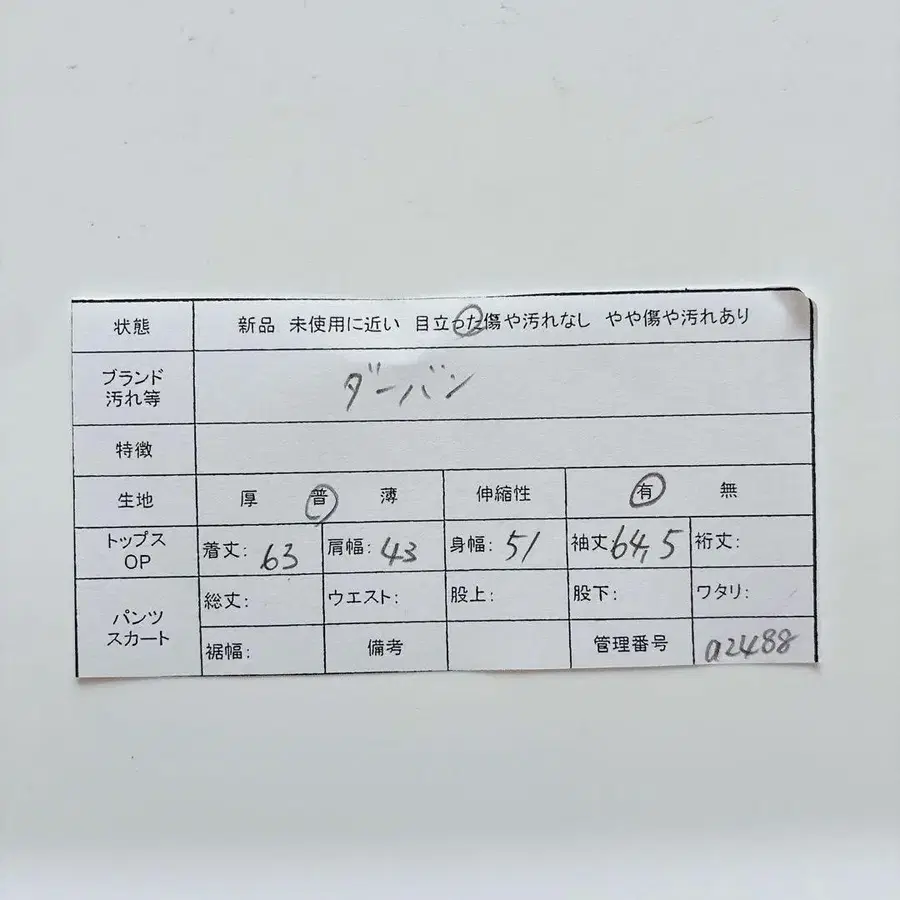 状態 新品 未使用に近い 目立った傷や汚れなし やや傷や汚れあり
ブランド
汚れ等
ダーバン
特徴
生地 厚 普 薄 伸縮性 有 無
トップス
OP
着丈: 63 肩幅: 43 身幅: 51 袖丈 64,5 裄丈:
パンツ
スカート
総丈: ウエスト: 股上: 股下: ワタリ:
裾幅: 備考 管理番号 a2488